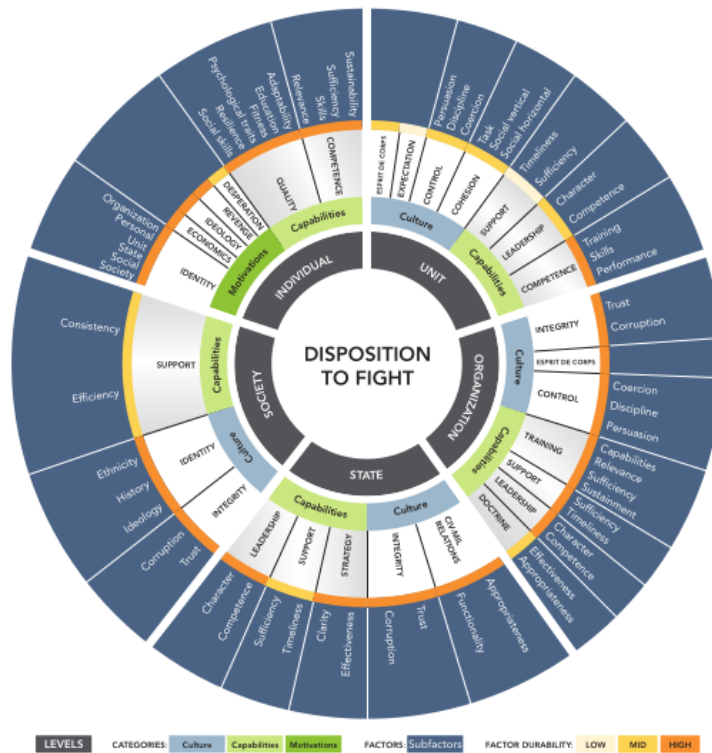 DISPOSITION
TO FIGHT
INDIVIDUAL
Motivations
IDENTITY
Organization
Personal
Unit
State
Social
Society
ECONOMICS
IDEOLOGY
REVENGE
DESPERATION
Capabilities
QUALITY
Social skills
Resilience
Psychological traits
Fitness
Education
Adaptability
COMPETENCE
Relevance
Skills
Sufficiency
Sustainability
UNIT
Culture
ESPRIT DE CORPS
EXPECTATION
CONTROL
Persuasion
Discipline
Coercion
COHESION
Task
Social vertical
Social horizontal
Capabilities
SUPPORT
Timeliness
Sufficiency
LEADERSHIP
Character
Competence
COMPETENCE
Training
Skills
Performance
ORGANIZATION
Culture
INTEGRITY
Trust
Corruption
ESPRIT DE CORPS
CONTROL
Coercion
Discipline
Persuasion
Capabilities
TRAINING
Capabilities
Relevance
Sufficiency
Sustainment
SUPPORT
Sufficiency
Timeliness
LEADERSHIP
Character
Competence
DOCTRINE
Effectiveness
Appropriateness
STATE
Culture
CIV-MIL
RELATIONS
Appropriateness
Functionality
INTEGRITY
Trust
Corruption
Capabilities
STRATEGY
Effectiveness
Clarity
SUPPORT
Timeliness
Sufficiency
LEADERSHIP
Competence
Character
SOCIETY
Culture
INTEGRITY
Trust
Corruption
IDENTITY
Ideology
History
Ethnicity
Capabilities
SUPPORT
Efficiency
Consistency
LEVELS CATEGORIES: Culture Capabilities Motivations FACTORS: Subfactors FACTOR DURABILITY: LOW MID HIGH